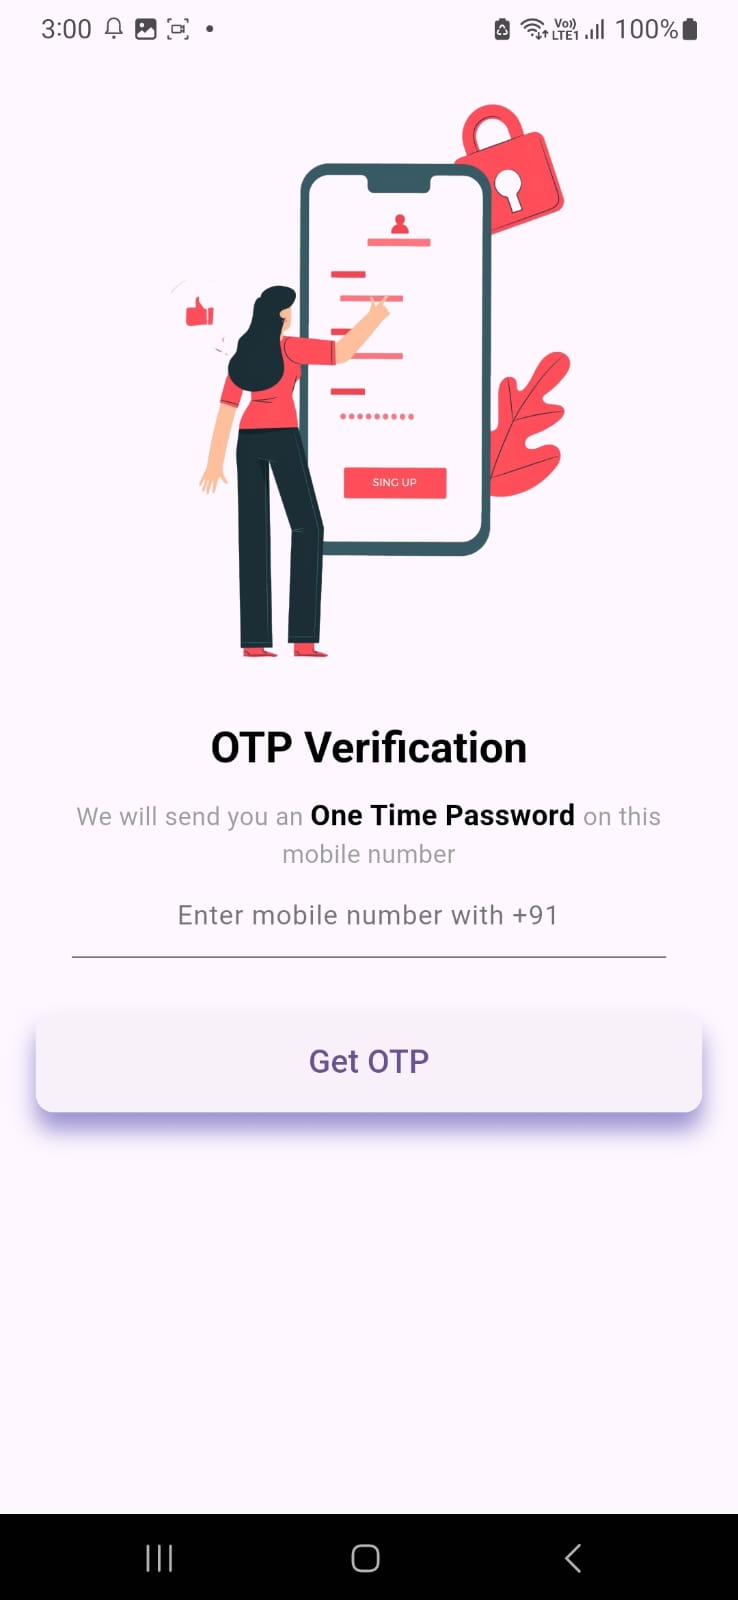 3:00 Vo)) LTE1 100%
SING UP
OTP Verification
We will send you an One Time Password on this
mobile number
Enter mobile number with +91
Get OTP